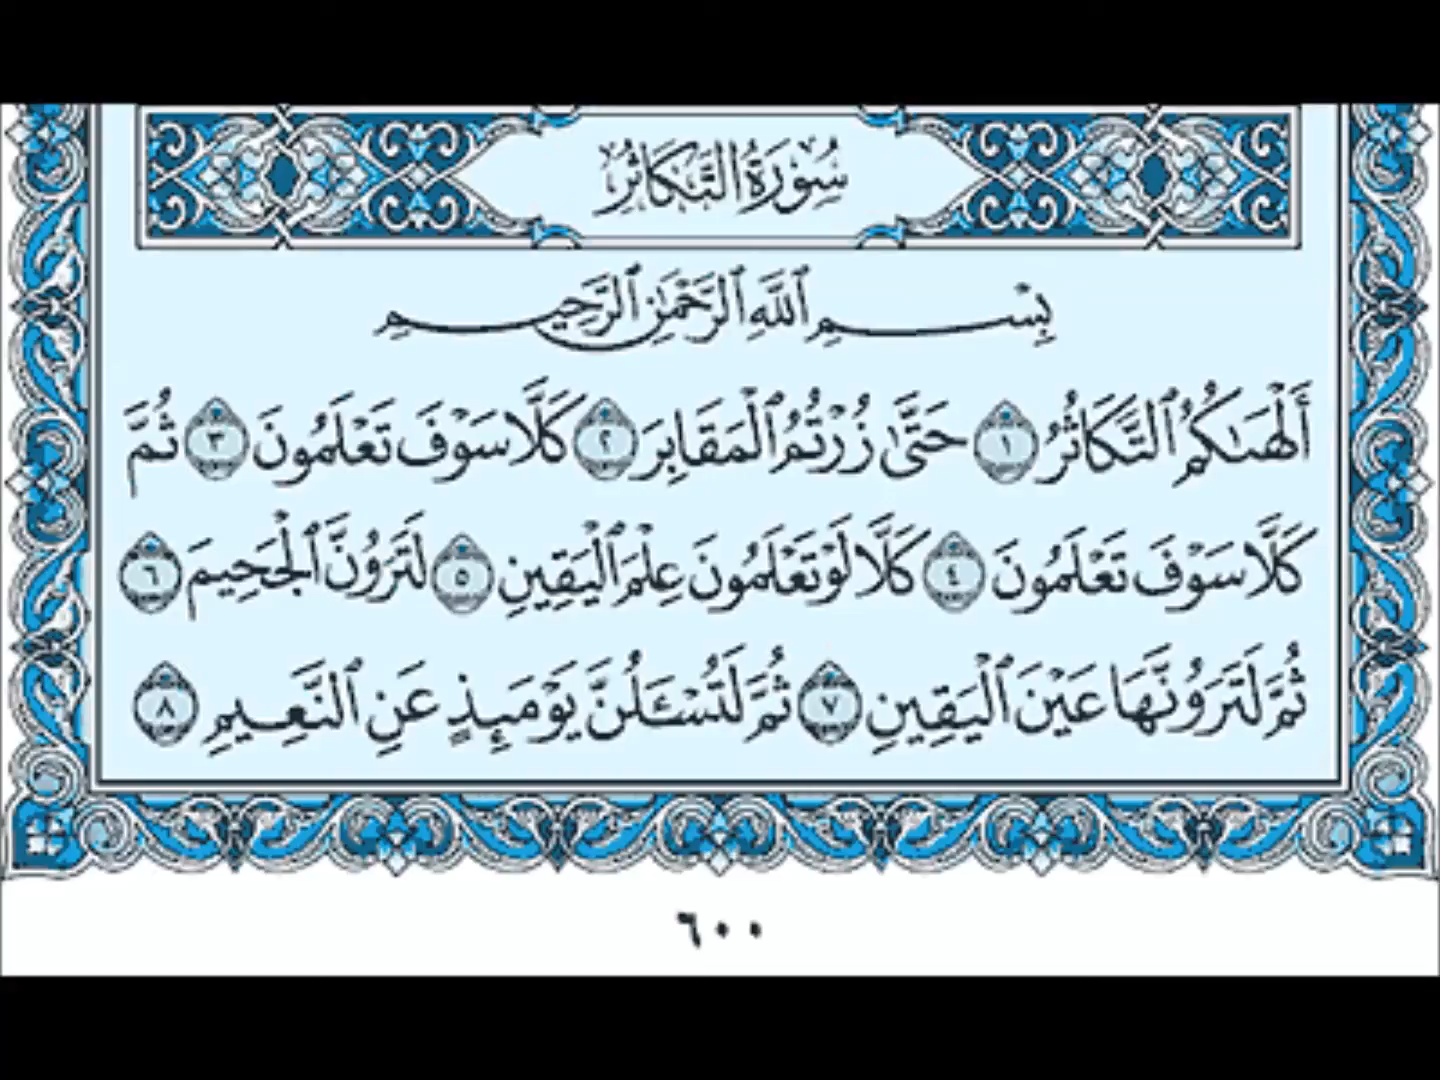 سُورَةُ التَّكَاثُرِ
بِسْمِ ٱللَّهِ ٱلرَّحْمَٰنِ ٱلرَّحِيمِ
أَلْهَىٰكُمُ ٱلتَّكَاثُرُ ١ حَتَّىٰ زُرْتُمُ ٱلْمَقَابِرَ ٢ كَلَّا سَوْفَ تَعْلَمُونَ ٣ ثُمَّ
كَلَّا سَوْفَ تَعْلَمُونَ ٤ كَلَّا لَوْ تَعْلَمُونَ عِلْمَ ٱلْيَقِينِ ٥ لَتَرَوُنَّ ٱلْجَحِيمَ ٦
ثُمَّ لَتَرَوُنَّهَا عَيْنَ ٱلْيَقِينِ ٧ ثُمَّ لَتُسْـَٔلُنَّ يَوْمَئِذٍ عَنِ ٱلنَّعِيمِ ٨
٦٠٠